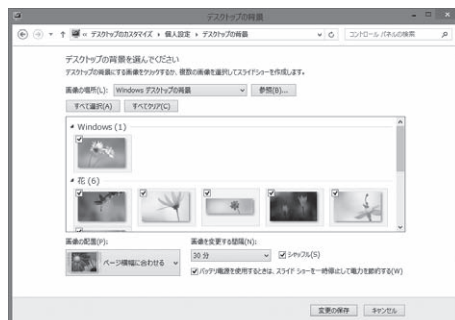 デスクトップの背景
« デスクトップのカスタマイズ › 個人設定 › デスクトップの背景
コントロール パネルの検索
デスクトップの背景を選んでください
デスクトップの背景にする画像をクリックするか、複数の画像を選択してスライドショーを作成します。
画像の場所(L): Windows デスクトップの背景 参照(B)...
すべて選択(A) すべてクリア(C)
Windows (1)
花 (6)
画像の配置(P):
ページ横幅に合わせる
画像を変更する間隔(N):
30 分 シャッフル(S)
バッテリ電源を使用するときは、スライド ショーを一時停止して電力を節約する(W)
変更の保存 キャンセル